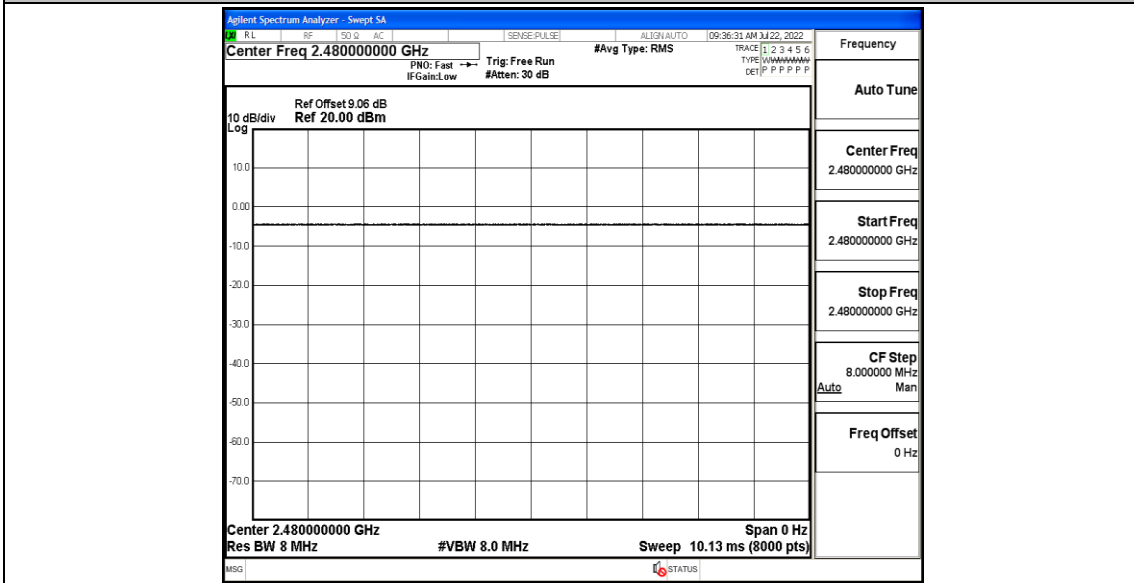 Agilent Spectrum Analyzer - Swept SA
LXI RL RF 50 Ω AC SENSE:PULSE ALIGN AUTO 09:36:31 AM Jul 22, 2022
Center Freq 2.480000000 GHz
#Avg Type: RMS
TRACE 1 2 3 4 5 6
PNO: Fast
Trig: Free Run
TYPE WWWWWW
IFGain:Low
#Atten: 30 dB
DET P P P P P P
Ref Offset 9.06 dB
10 dB/div Ref 20.00 dBm
Log
10.0
0.00
-10.0
-20.0
-30.0
-40.0
-50.0
-60.0
-70.0
Center 2.480000000 GHz Span 0 Hz
Res BW 8 MHz #VBW 8.0 MHz Sweep 10.13 ms (8000 pts)
MSG STATUS
Frequency
Auto Tune
Center Freq
2.480000000 GHz
Start Freq
2.480000000 GHz
Stop Freq
2.480000000 GHz
CF Step
8.000000 MHz
Auto Man
Freq Offset
0 Hz